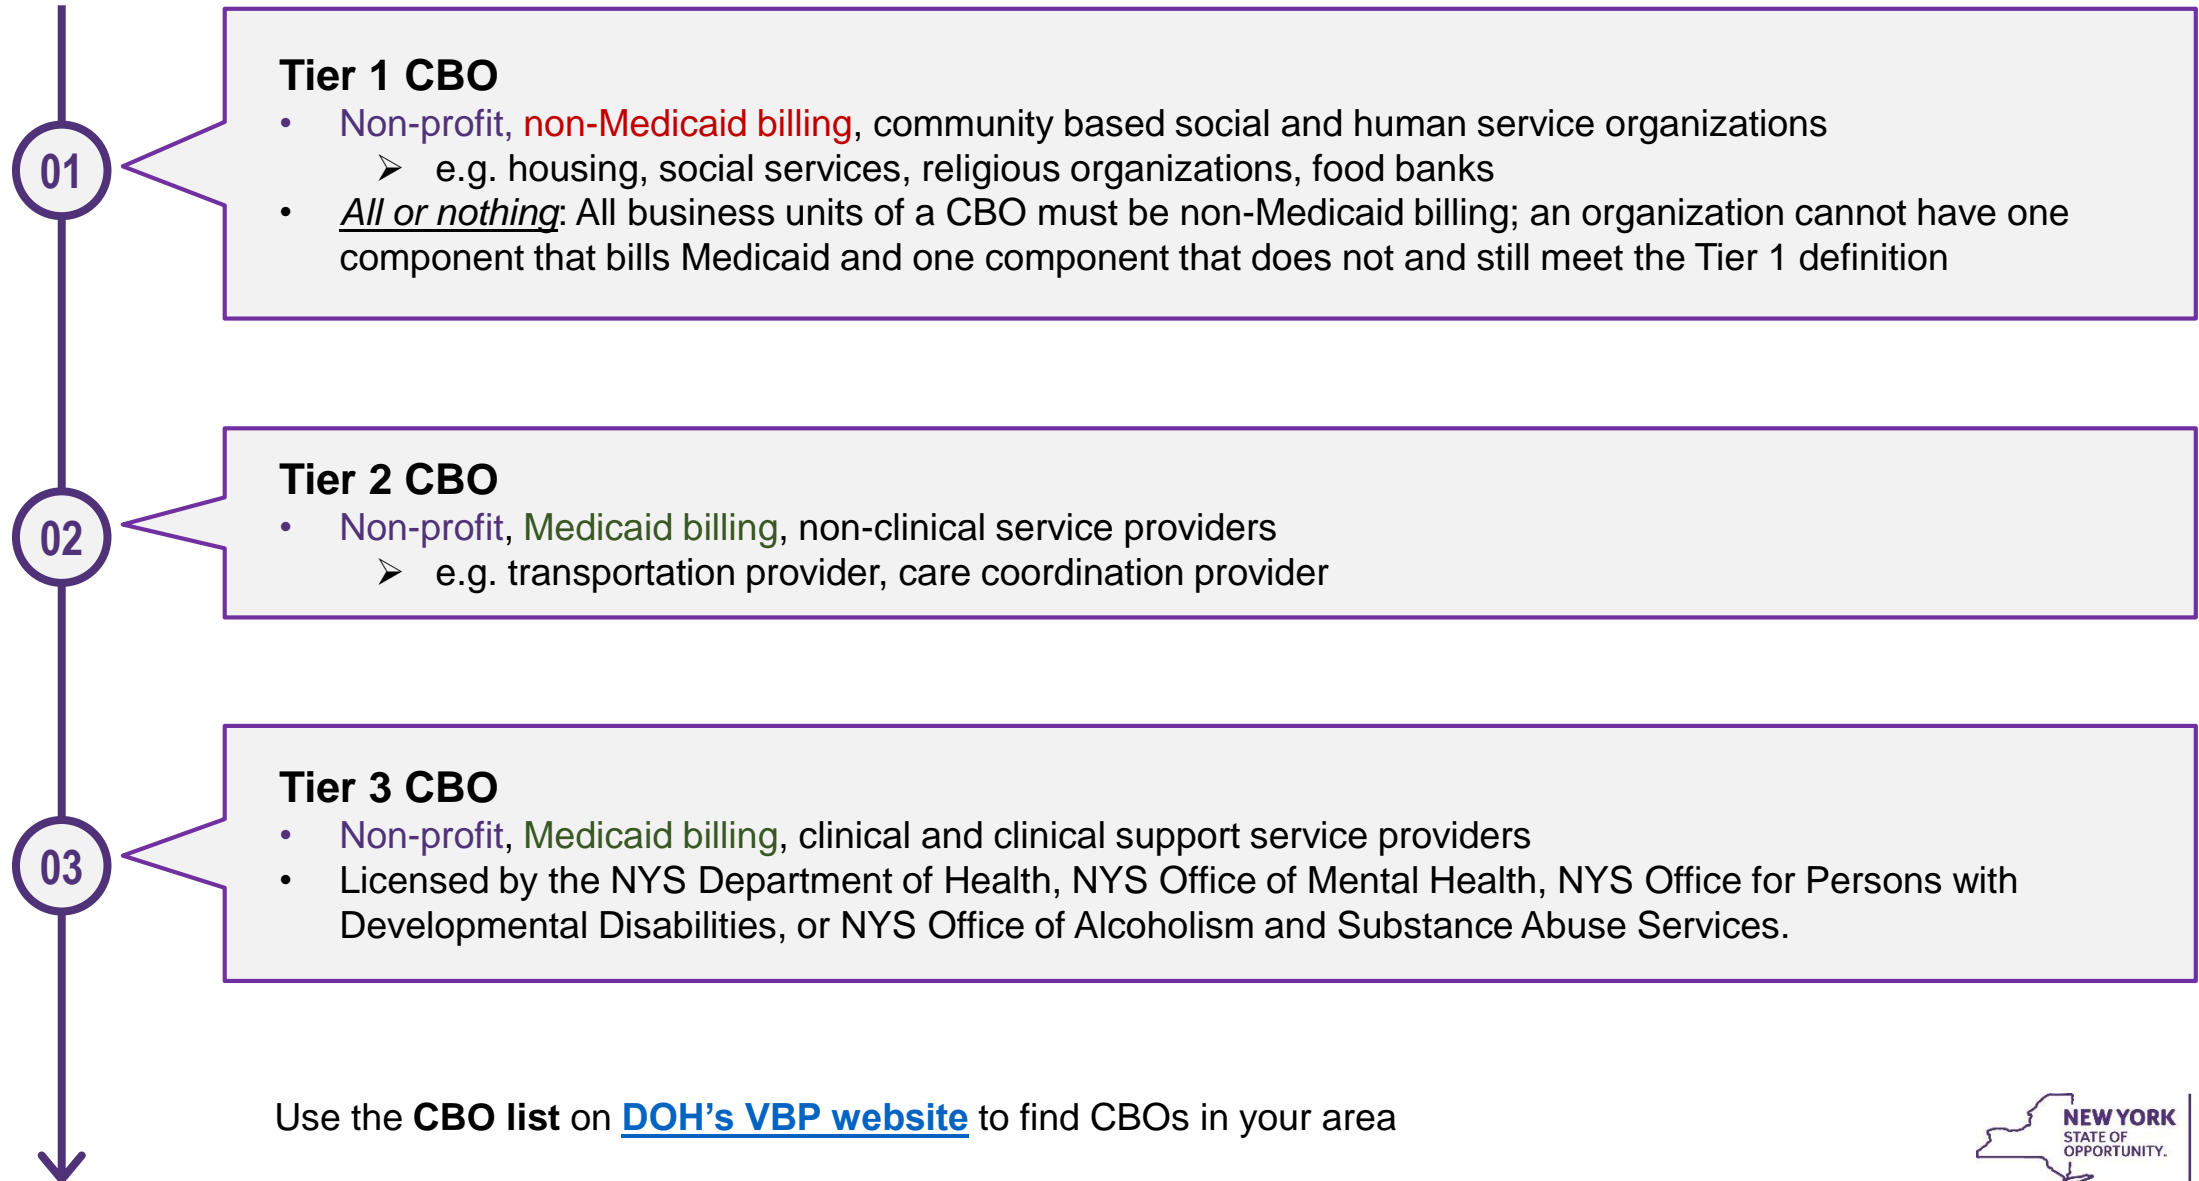 01
Tier 1 CBO
• Non-profit, non-Medicaid billing, community based social and human service organizations
➢ e.g. housing, social services, religious organizations, food banks
• All or nothing: All business units of a CBO must be non-Medicaid billing; an organization cannot have one
component that bills Medicaid and one component that does not and still meet the Tier 1 definition
02
Tier 2 CBO
• Non-profit, Medicaid billing, non-clinical service providers
➢ e.g. transportation provider, care coordination provider
03
Tier 3 CBO
• Non-profit, Medicaid billing, clinical and clinical support service providers
• Licensed by the NYS Department of Health, NYS Office of Mental Health, NYS Office for Persons with
Developmental Disabilities, or NYS Office of Alcoholism and Substance Abuse Services.
Use the CBO list on DOH’s VBP website to find CBOs in your area
NEW YORK
STATE OF
OPPORTUNITY.